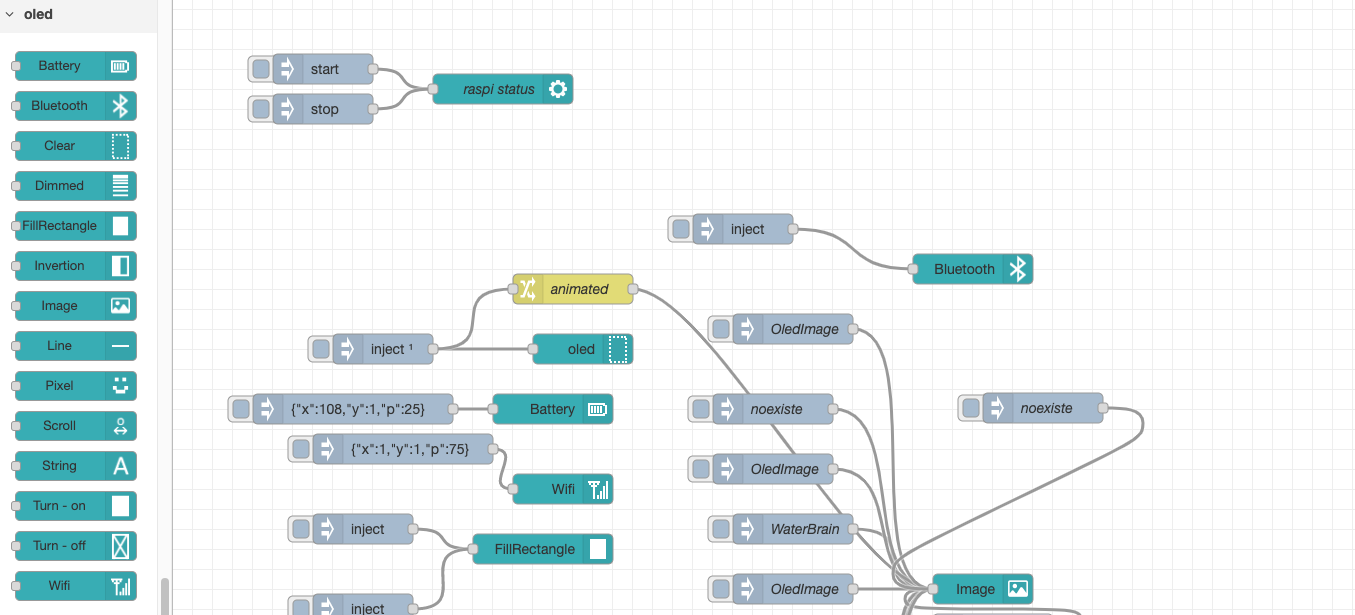 oled
Battery
Bluetooth
Clear
Dimmed
FillRectangle
Invertion
Image
Line
Pixel
Scroll
String
Turn - on
Turn - off
Wifi
start
stop
raspi status
inject
Bluetooth
animated
OledImage
inject ¹
oled
{"x":108,"y":1,"p":25}
Battery
noexiste
noexiste
{"x":1,"y":1,"p":75}
OledImage
Wifi
inject
WaterBrain
FillRectangle
OledImage
Image
inject